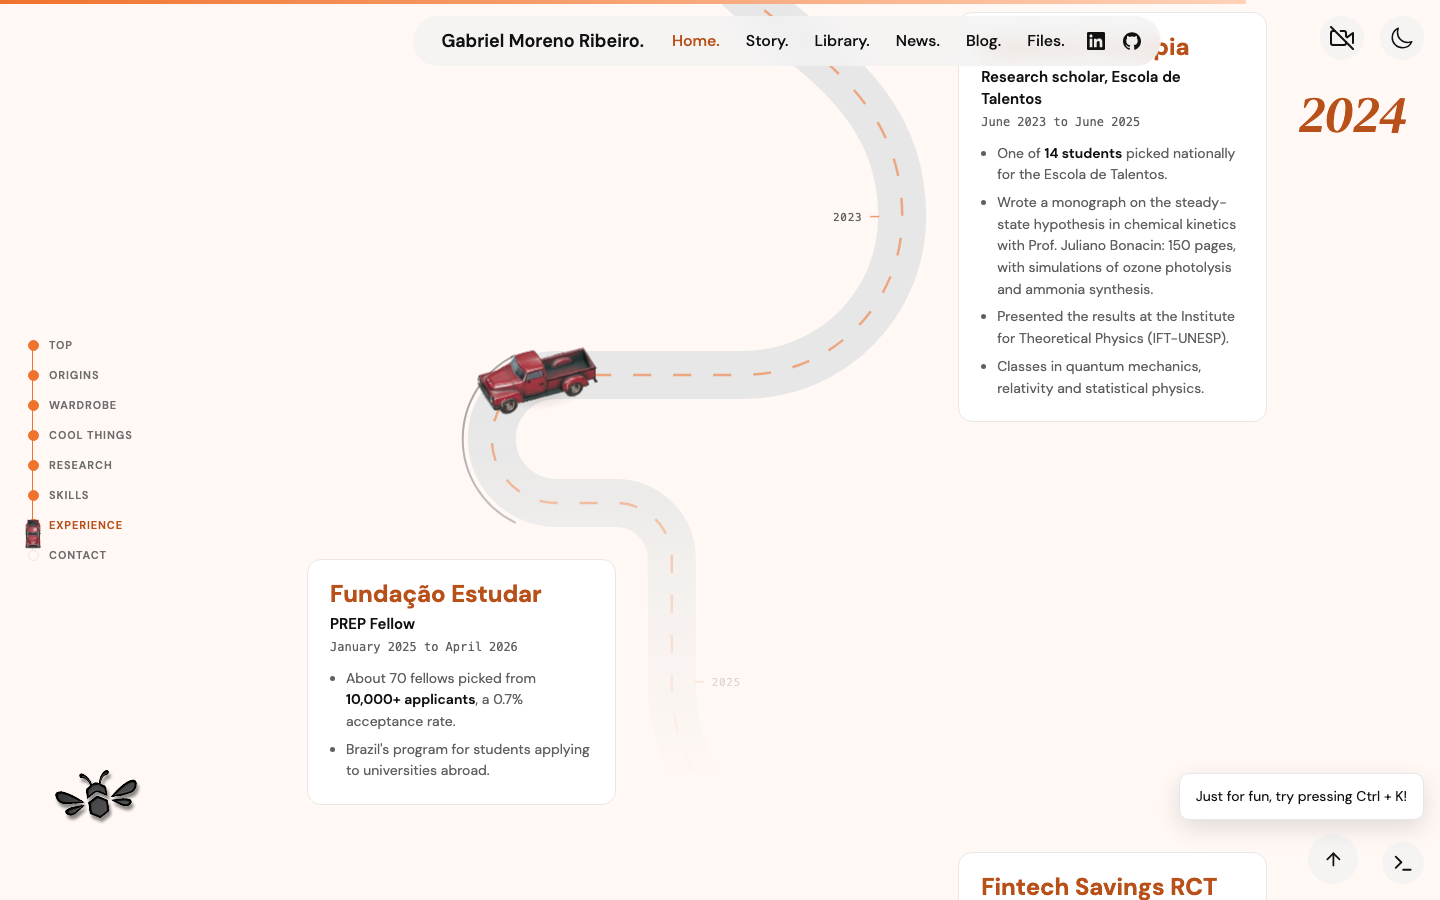 Gabriel Moreno Ribeiro. Home. Story. Library. News. Blog. Files.
2024
Research scholar, Escola de
Talentos
June 2023 to June 2025
One of 14 students picked nationally
for the Escola de Talentos.
Wrote a monograph on the steady-
state hypothesis in chemical kinetics
with Prof. Juliano Bonacin: 150 pages,
with simulations of ozone photolysis
and ammonia synthesis.
Presented the results at the Institute
for Theoretical Physics (IFT-UNESP).
Classes in quantum mechanics,
relativity and statistical physics.
2023
TOP
ORIGINS
WARDROBE
COOL THINGS
RESEARCH
SKILLS
EXPERIENCE
CONTACT
Fundação Estudar
PREP Fellow
January 2025 to April 2026
About 70 fellows picked from
10,000+ applicants, a 0.7%
acceptance rate.
Brazil's program for students applying
to universities abroad.
2025
Just for fun, try pressing Ctrl + K!
Fintech Savings RCT